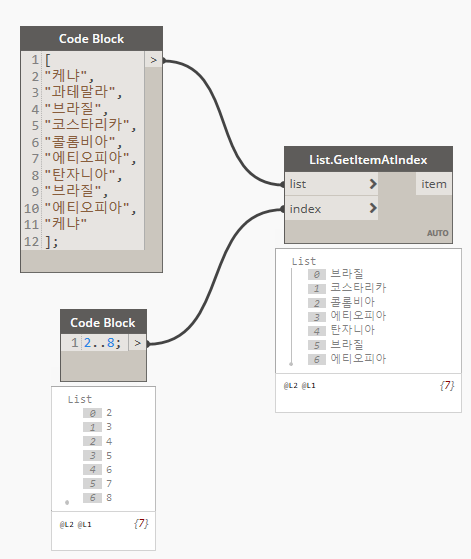 Code Block
1 [
2 "케냐",
3 "과테말라",
4 "브라질",
5 "코스타리카",
6 "콜롬비아",
7 "에티오피아",
8 "탄자니아",
9 "브라질",
10 "에티오피아",
11 "케냐"
12 ];
>
List.GetItemAtIndex
list > item
index >
AUTO
List
0 브라질
1 코스타리카
2 콜롬비아
3 에티오피아
4 탄자니아
5 브라질
6 에티오피아
@L2 @L1 {7}
Code Block
1 2..8; >
List
0 2
1 3
2 4
3 5
4 6
5 7
6 8
@L2 @L1 {7}